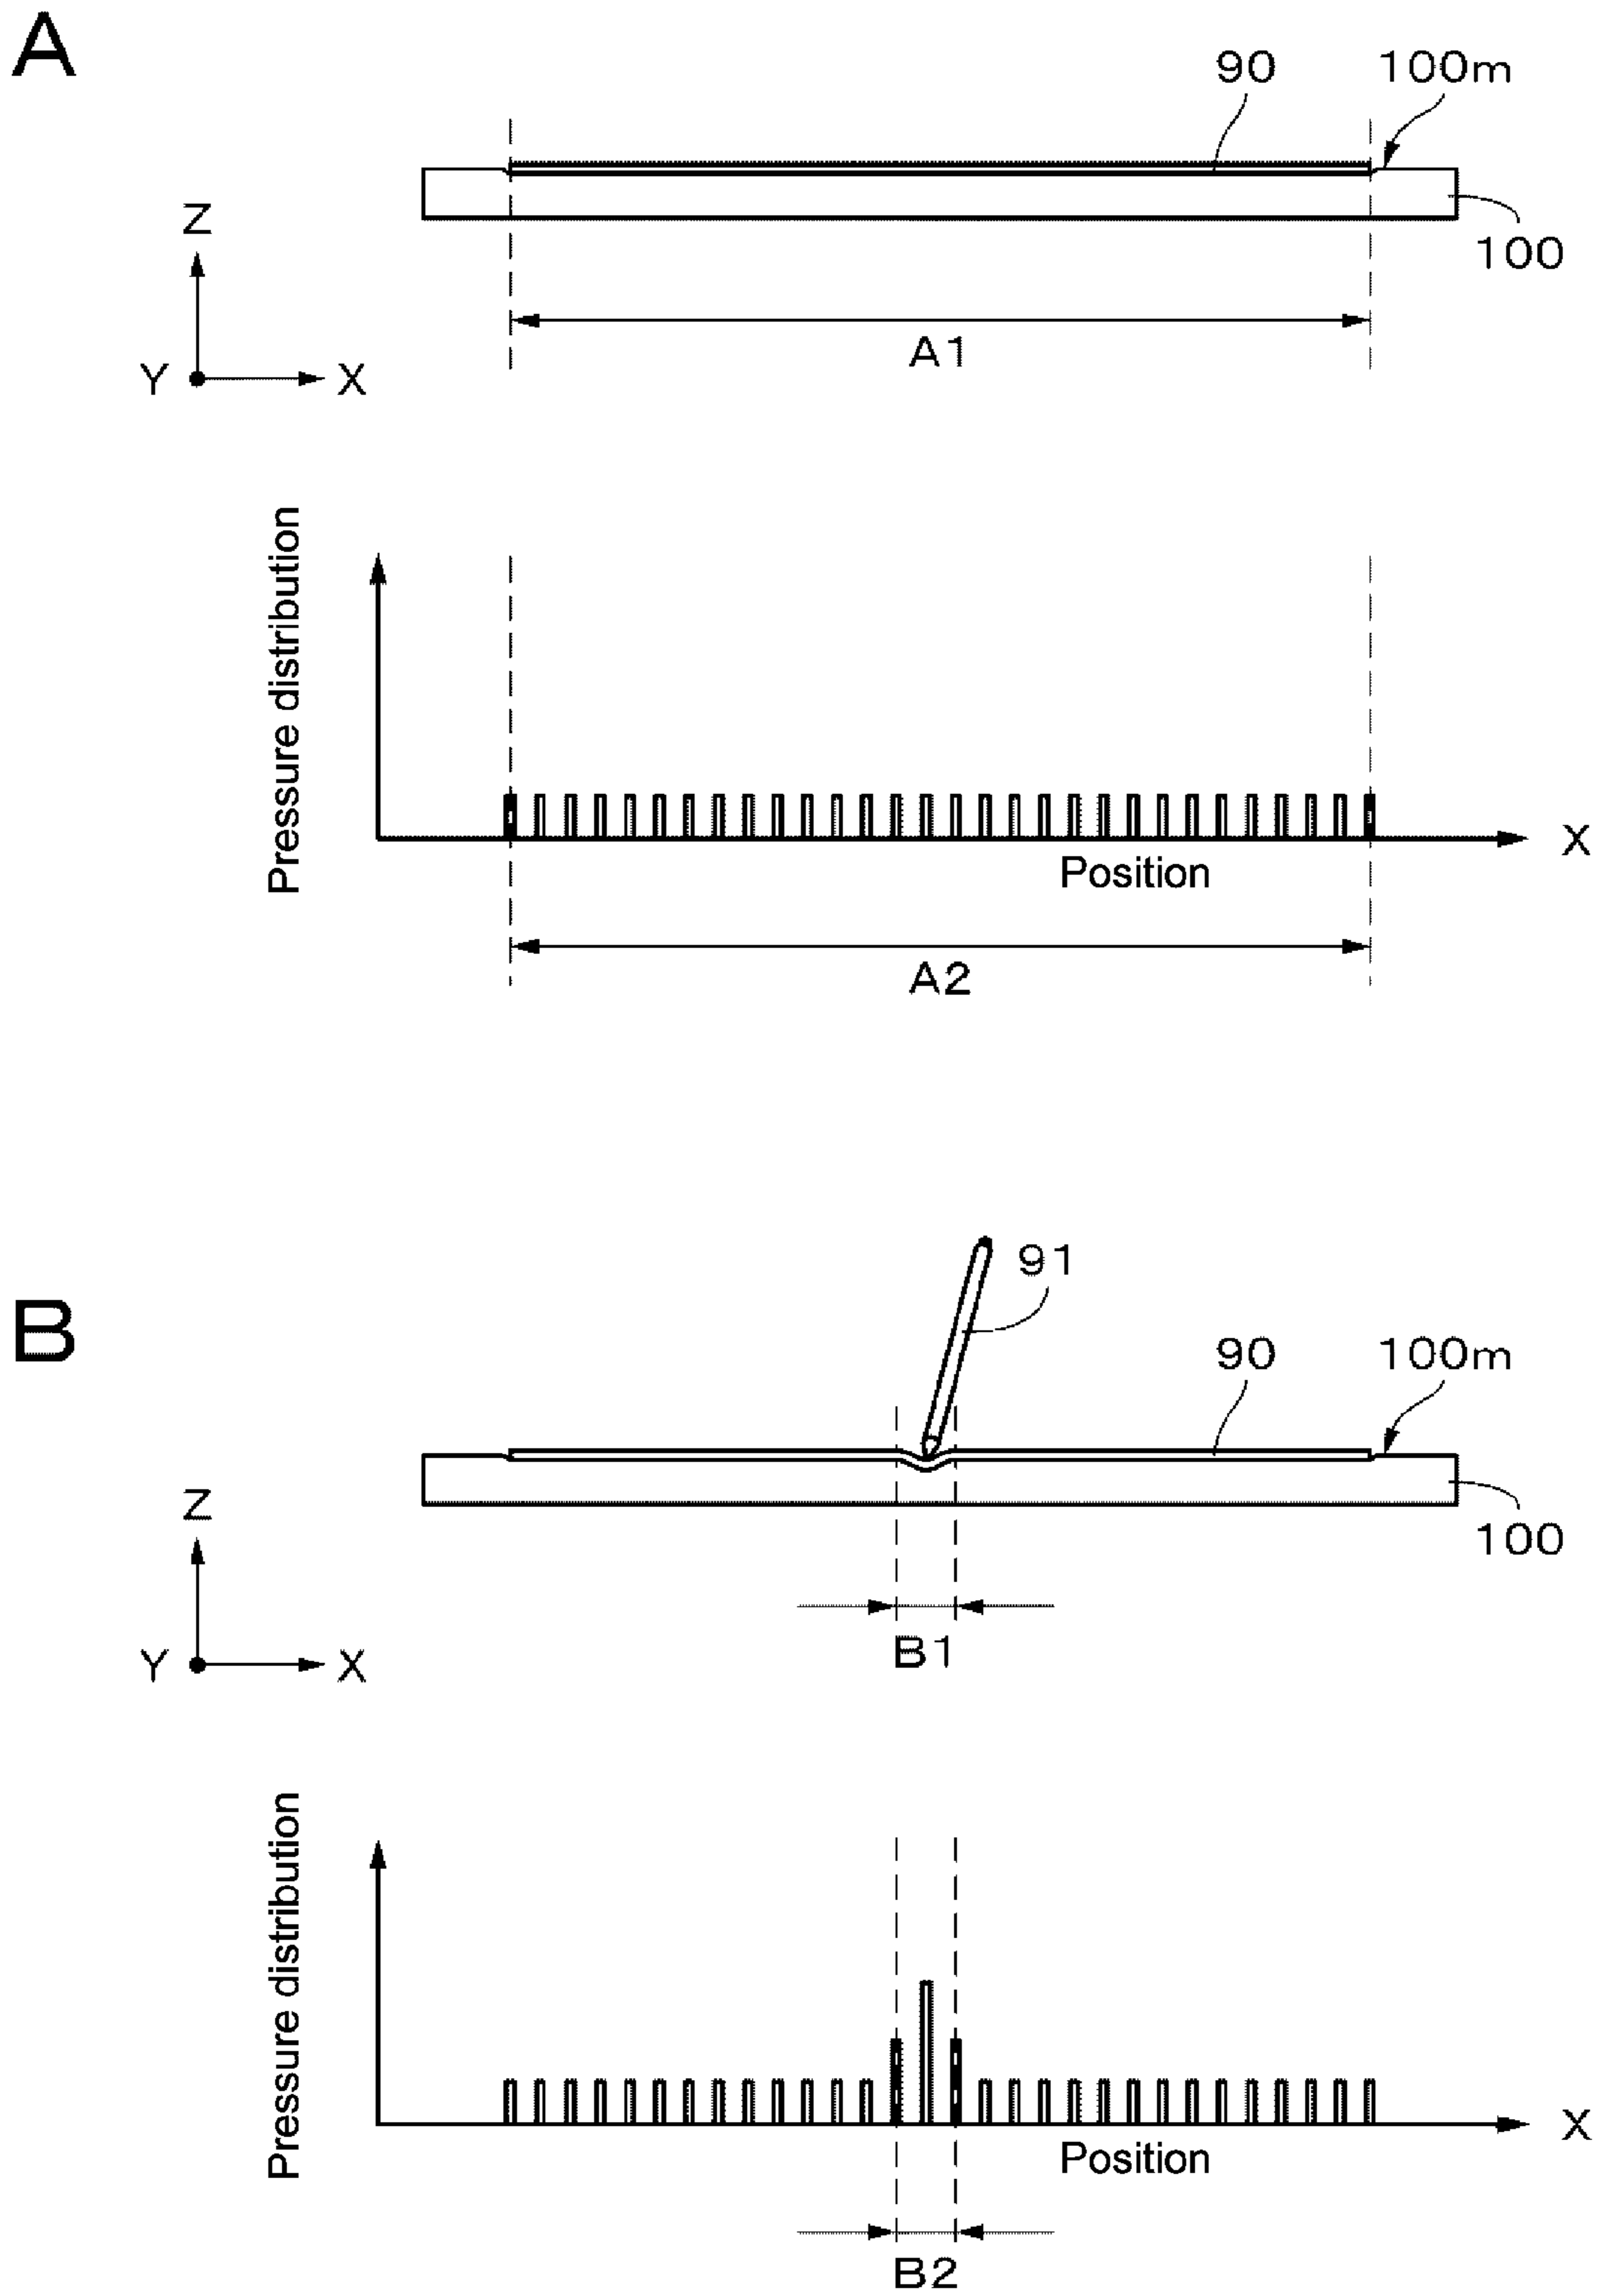 A
90
100m
100
Z
Y
X
A1
Pressure distribution
X
Position
A2
B
91
90
100m
100
Z
Y
X
B1
Pressure distribution
X
Position
B2